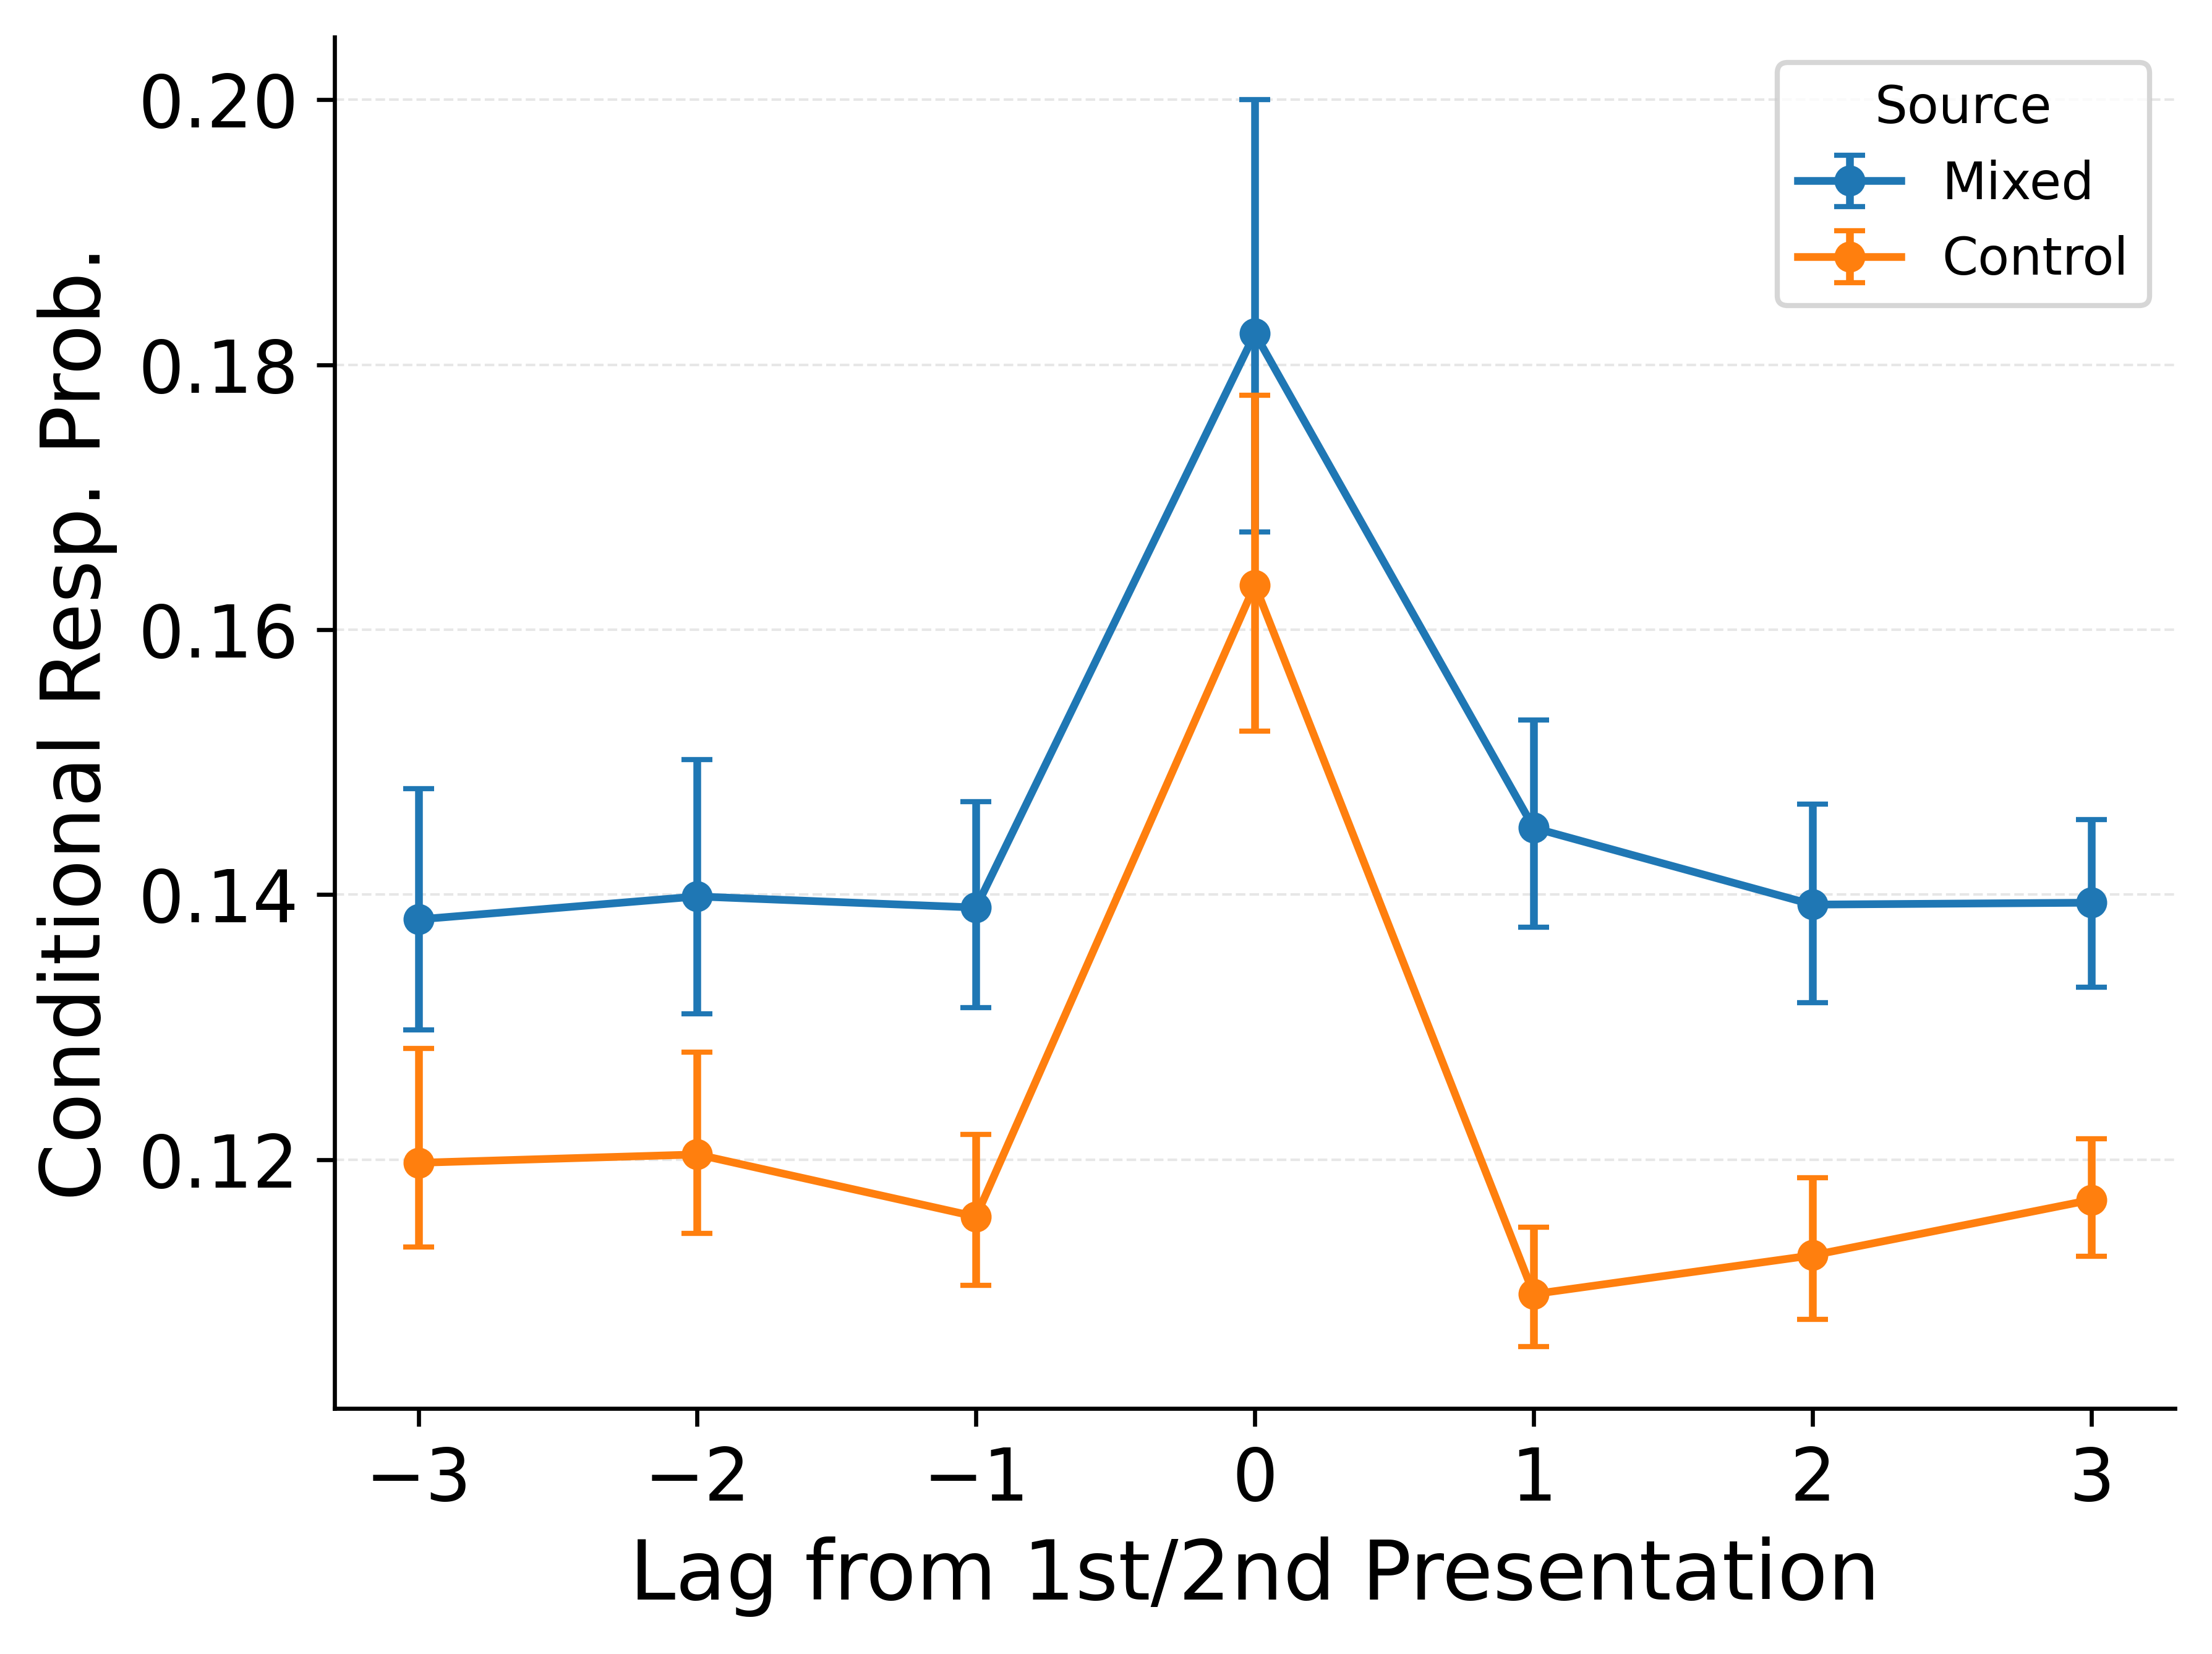 Conditional Resp. Prob.
0.20
0.18
0.16
0.14
0.12
Source
Mixed
Control
−3 −2 −1 0 1 2 3
Lag from 1st/2nd Presentation